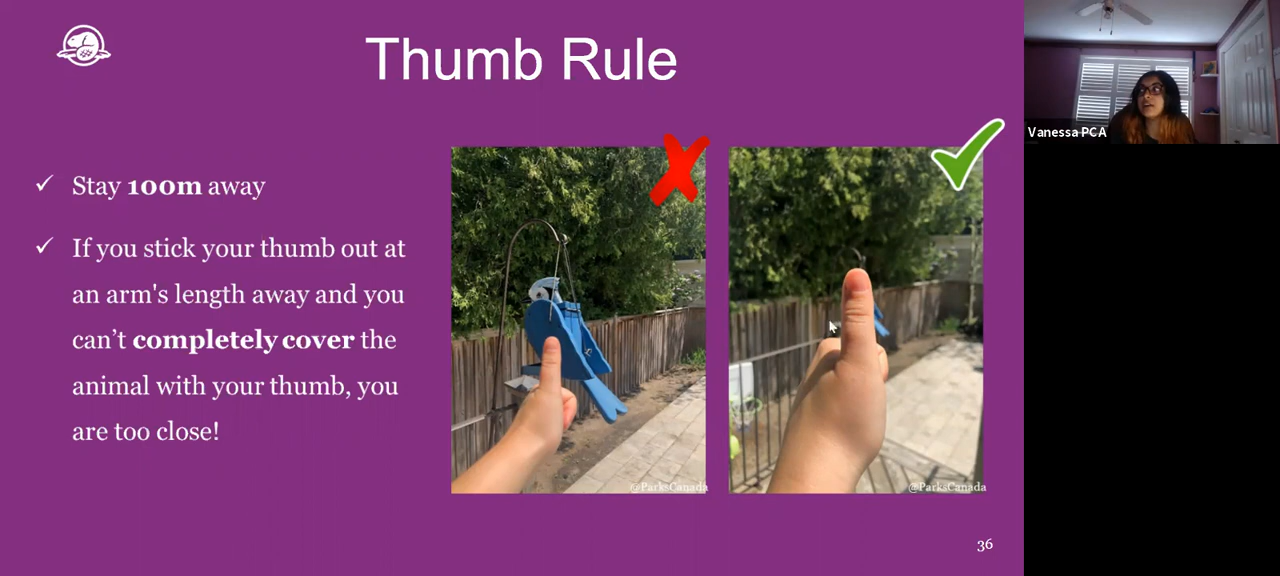 Thumb Rule
Vanessa PCA
Stay 100m away
If you stick your thumb out at
an arm's length away and you
can’t completely cover the
animal with your thumb, you
are too close!
@ParksCanada
@ParksCanada
36